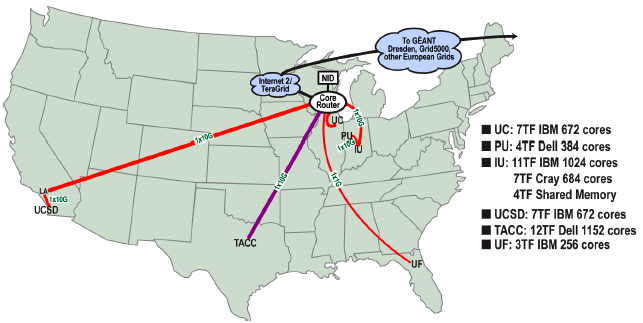 To GÉANT
Dresden, Grid5000,
other European Grids
Internet 2/
TeraGrid
NID
Core
Router
UC
1x10G
PU
1x10G
IU
1x10G
1x10G
1x1G
LA
1x10G
UCSD
TACC
UF
UC: 7TF IBM 672 cores
PU: 4TF Dell 384 cores
IU: 11TF IBM 1024 cores
7TF Cray 684 cores
4TF Shared Memory
UCSD: 7TF IBM 672 cores
TACC: 12TF Dell 1152 cores
UF: 3TF IBM 256 cores